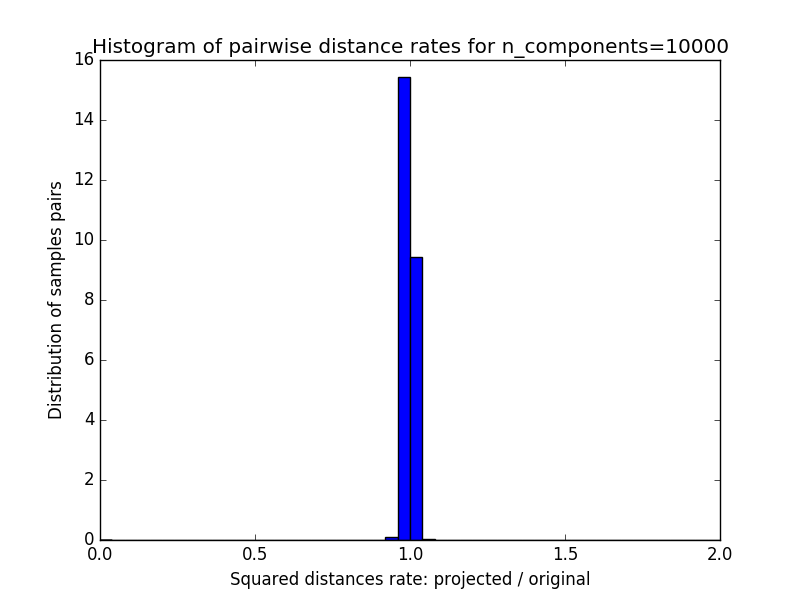 Histogram of pairwise distance rates for n_components=10000
16
14
12
10
8
6
4
2
0
Distribution of samples pairs
0.0 0.5 1.0 1.5 2.0
Squared distances rate: projected / original